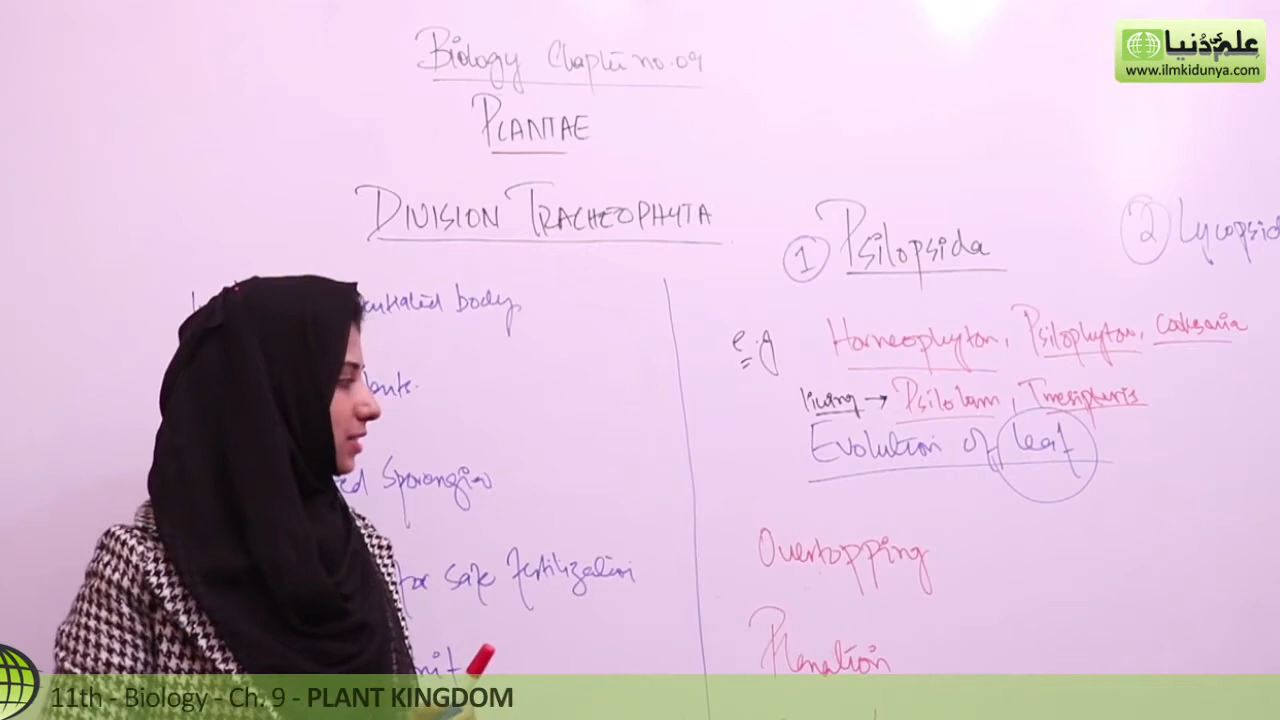 علم کی دُنیا
www.ilmkidunya.com
Biology Chapter no. 09
PLANTAE
DIVISION TRACHEOPHYTA
body
Sporangia
for safe fertilization
① Psilopsida
② Lycopsid
e.g Horneophyton, Psilophyton, Cooksonia
living → Psilotum, Tmesipteris
Evolution of leaf
Overtopping
Planation
11th - Biology - Ch. 9 - PLANT KINGDOM